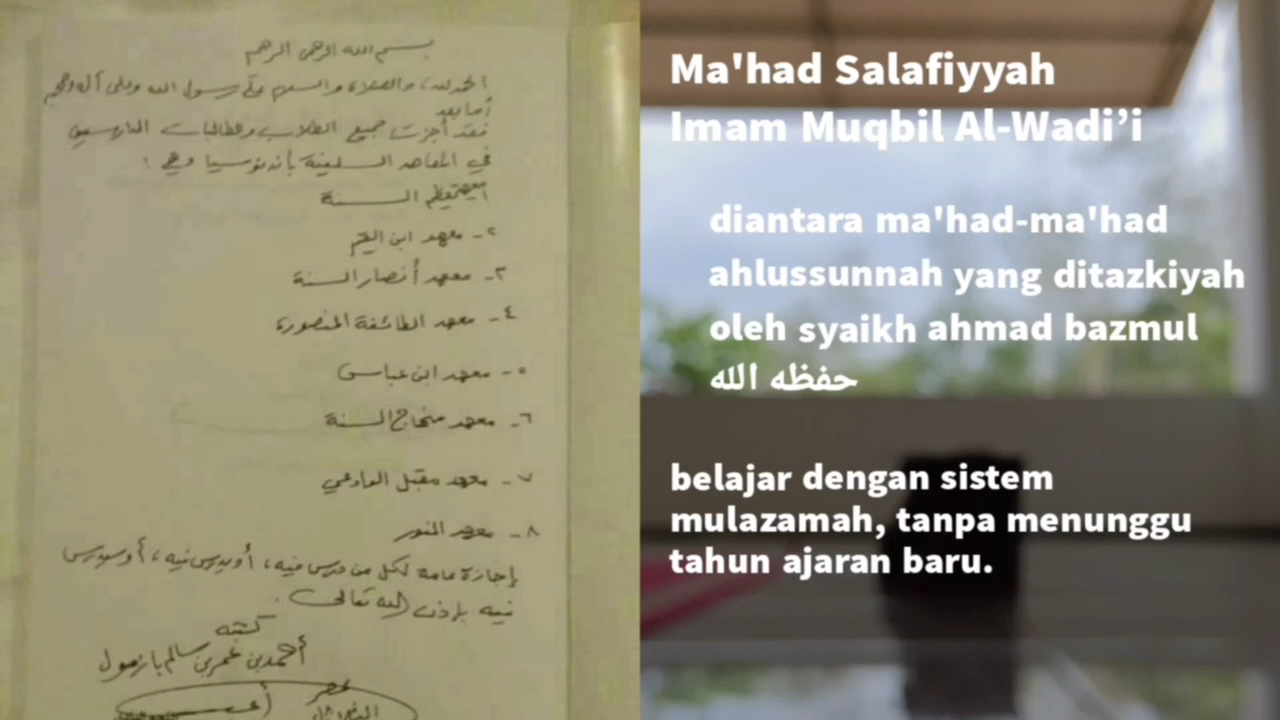 بسم الله الرحمن الرحيم
الحمد لله، والصلاة والسلام على رسول الله وعلى آله وصحبه
أما بعد
فقد أجزت جميع الطلاب والطالبات الدارسين
في المعاهد السلفية بأندونوسيا وهي :
السنة
٢- معهد ابن القيم
٣- معهد أنصار السنة
٤- معهد الطائفة المنصورة
٥- معهد ابن عباس
٦- معهد منهاج السنة
٧- معهد مقبل الوادعي
٨- معهد النور
إجازة عامة لكل من درس فيه، أو يدرس فيه، أو سيدرس
فيه بإذن الله تعالى.
كتبه
أحمد بن عمر بن سالم بازمول
Ma'had Salafiyyah
Imam Muqbil Al-Wadi’i
diantara ma'had-ma'had
ahlussunnah yang ditazkiyah
oleh syaikh ahmad bazmul
حفظه الله
belajar dengan sistem
mulazamah, tanpa menunggu
tahun ajaran baru.